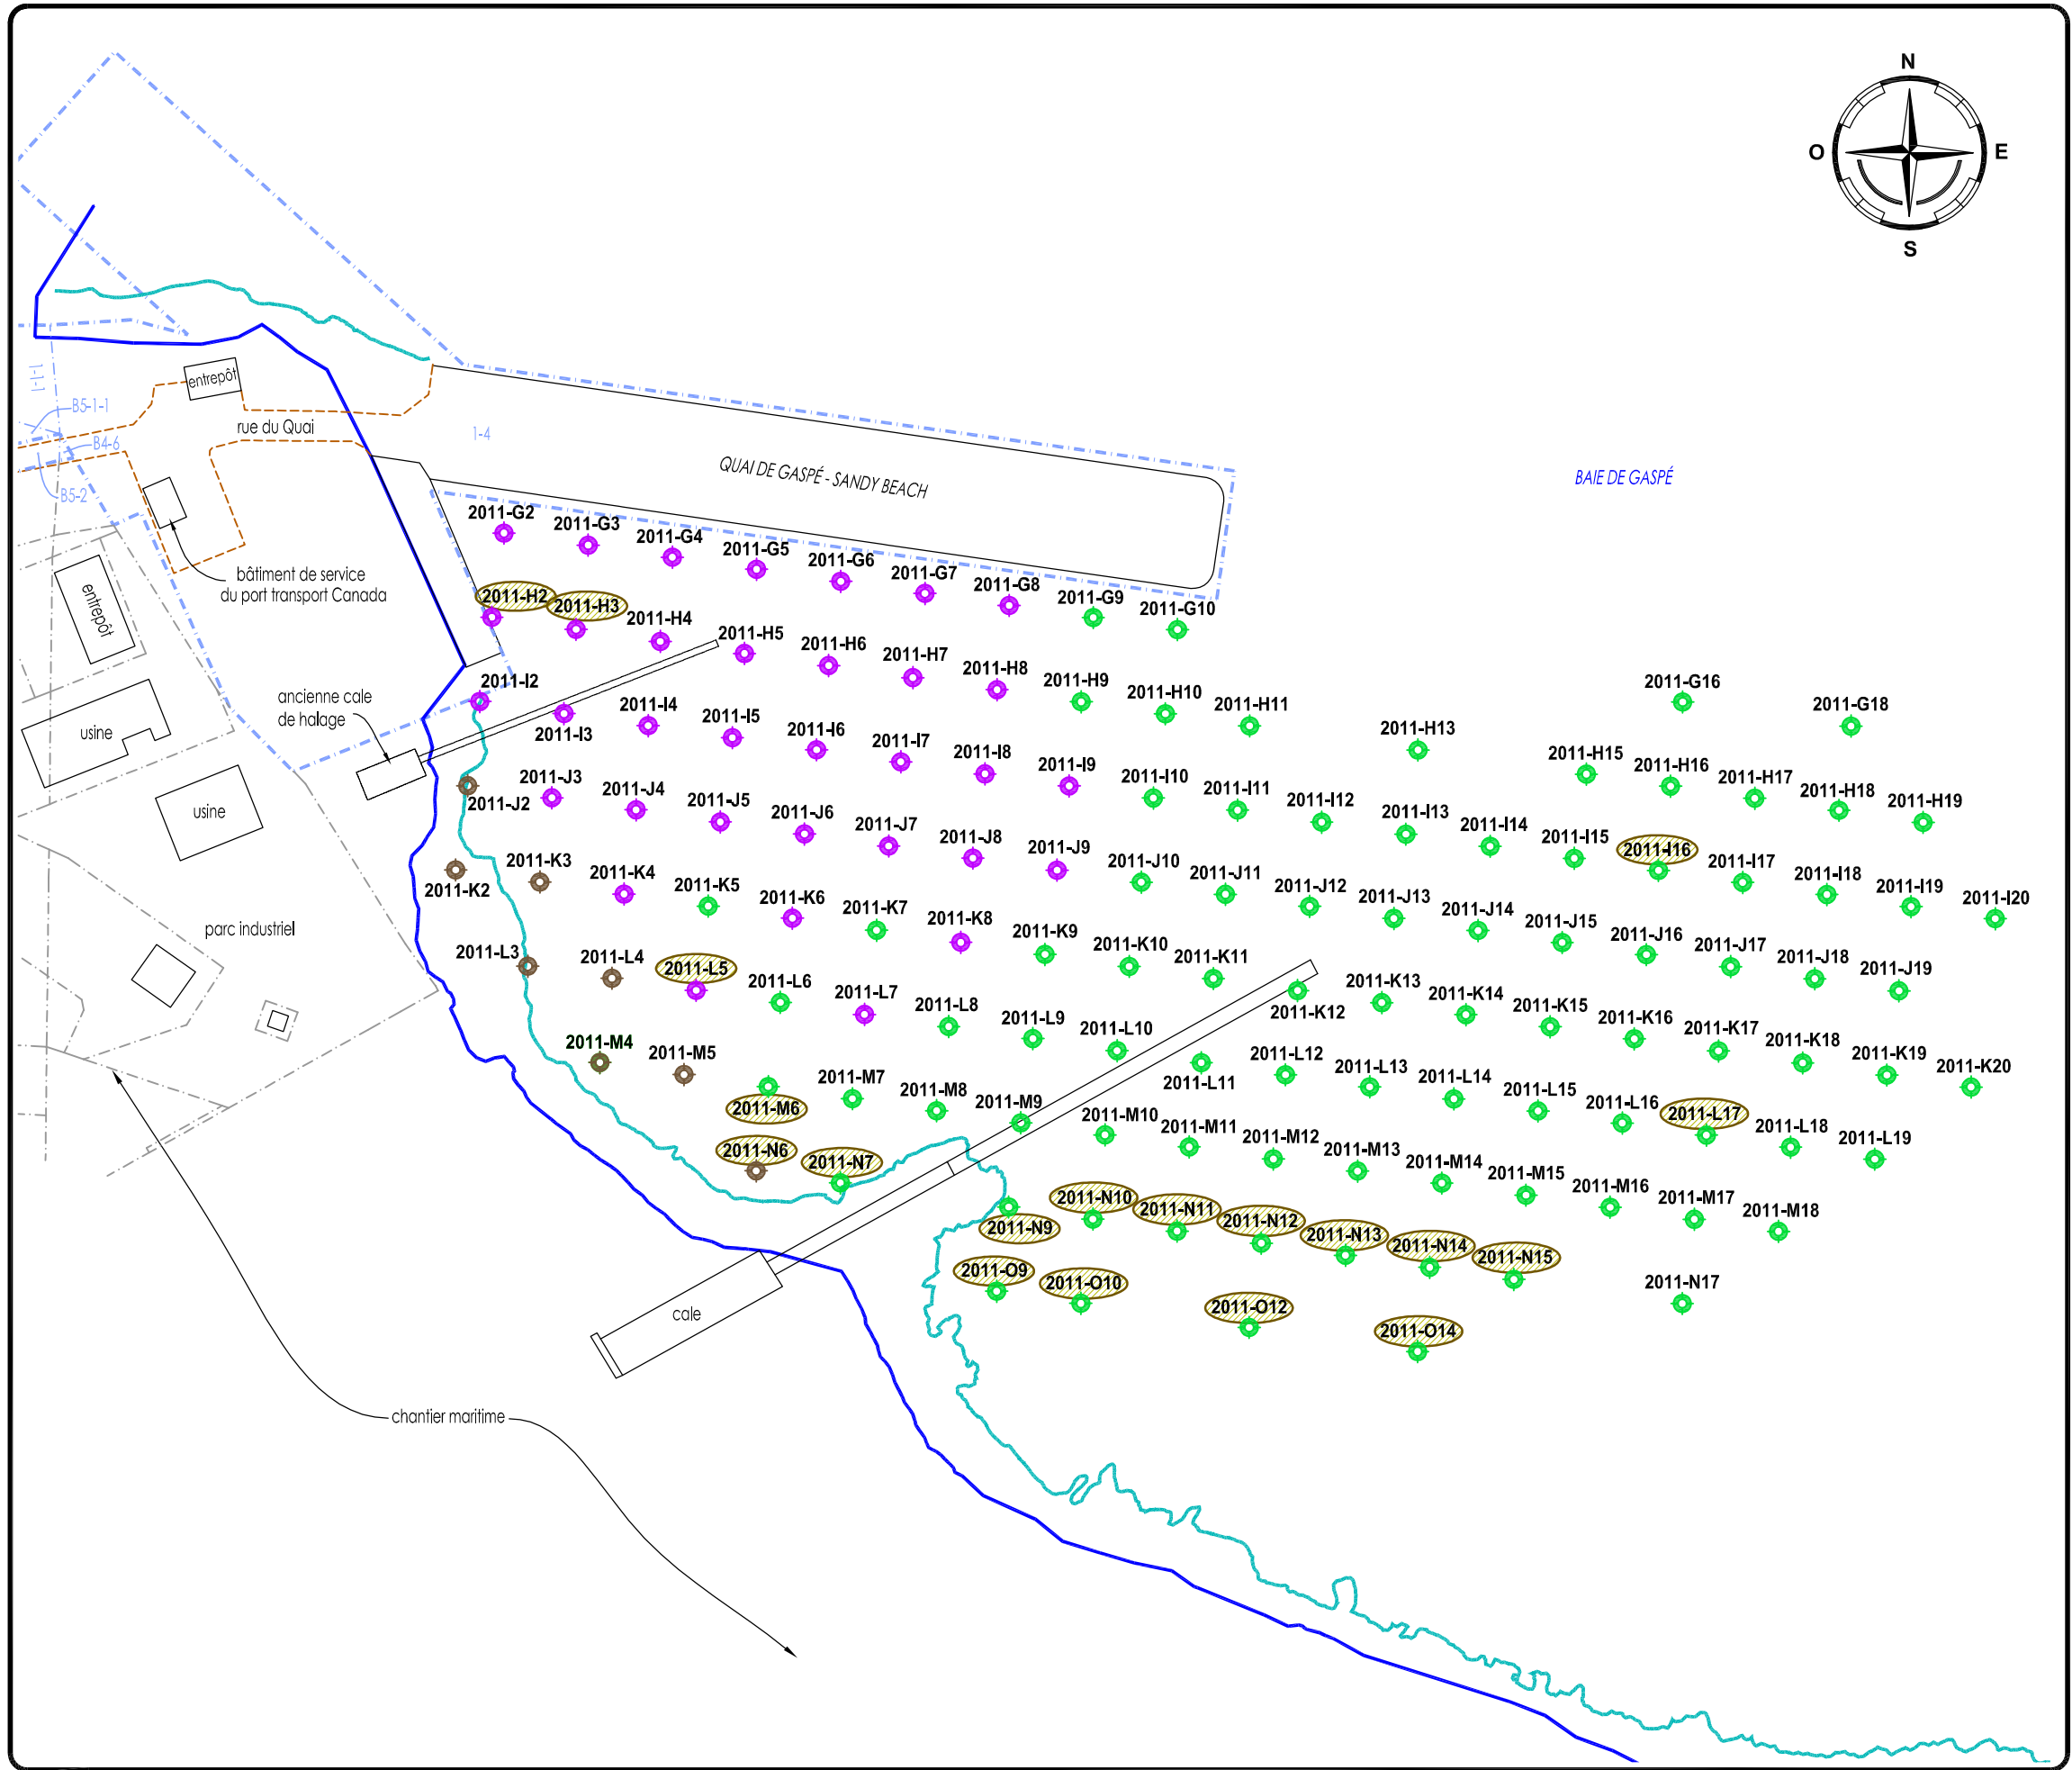 N
O
E
S
BAIE DE GASPÉ
QUAI DE GASPÉ - SANDY BEACH
1-4
1-1-1
B5-1-1
B4-6
B5-2
entrepôt
rue du Quai
bâtiment de service
du port transport Canada
entrepôt
usine
usine
ancienne cale
de halage
parc industriel
chantier maritime
cale
2011-G2
2011-G3
2011-G4
2011-G5
2011-G6
2011-G7
2011-G8
2011-G9
2011-G10
2011-G16
2011-G18
2011-H2
2011-H3
2011-H4
2011-H5
2011-H6
2011-H7
2011-H8
2011-H9
2011-H10
2011-H11
2011-H13
2011-H15
2011-H16
2011-H17
2011-H18
2011-H19
2011-I2
2011-I3
2011-I4
2011-I5
2011-I6
2011-I7
2011-I8
2011-I9
2011-I10
2011-I11
2011-I12
2011-I13
2011-I14
2011-I15
2011-I16
2011-I17
2011-I18
2011-I19
2011-I20
2011-J2
2011-J3
2011-J4
2011-J5
2011-J6
2011-J7
2011-J8
2011-J9
2011-J10
2011-J11
2011-J12
2011-J13
2011-J14
2011-J15
2011-J16
2011-J17
2011-J18
2011-J19
2011-K2
2011-K3
2011-K4
2011-K5
2011-K6
2011-K7
2011-K8
2011-K9
2011-K10
2011-K11
2011-K12
2011-K13
2011-K14
2011-K15
2011-K16
2011-K17
2011-K18
2011-K19
2011-K20
2011-L3
2011-L4
2011-L5
2011-L6
2011-L7
2011-L8
2011-L9
2011-L10
2011-L11
2011-L12
2011-L13
2011-L14
2011-L15
2011-L16
2011-L17
2011-L18
2011-L19
2011-M4
2011-M5
2011-M6
2011-M7
2011-M8
2011-M9
2011-M10
2011-M11
2011-M12
2011-M13
2011-M14
2011-M15
2011-M16
2011-M17
2011-M18
2011-N6
2011-N7
2011-N9
2011-N10
2011-N11
2011-N12
2011-N13
2011-N14
2011-N15
2011-N17
2011-O9
2011-O10
2011-O12
2011-O14